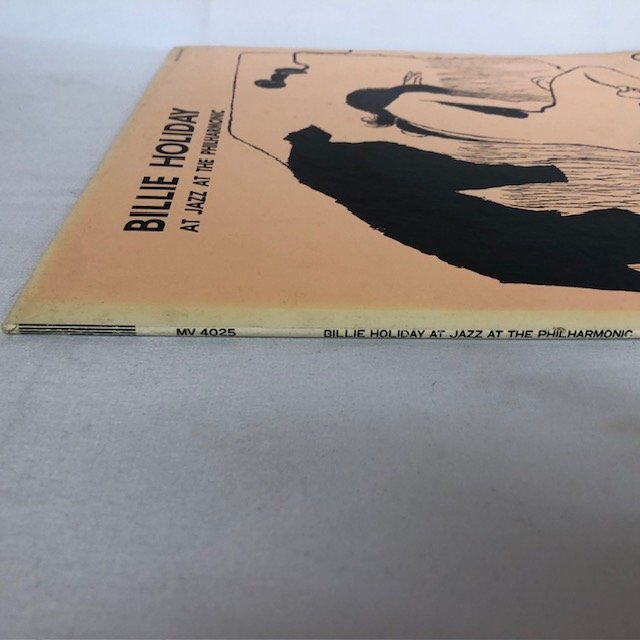 BILLIE HOLIDAY
AT JAZZ AT THE PHILHARMONIC
MV 4025 BILLIE HOLIDAY AT JAZZ AT THE PHILHARMONIC